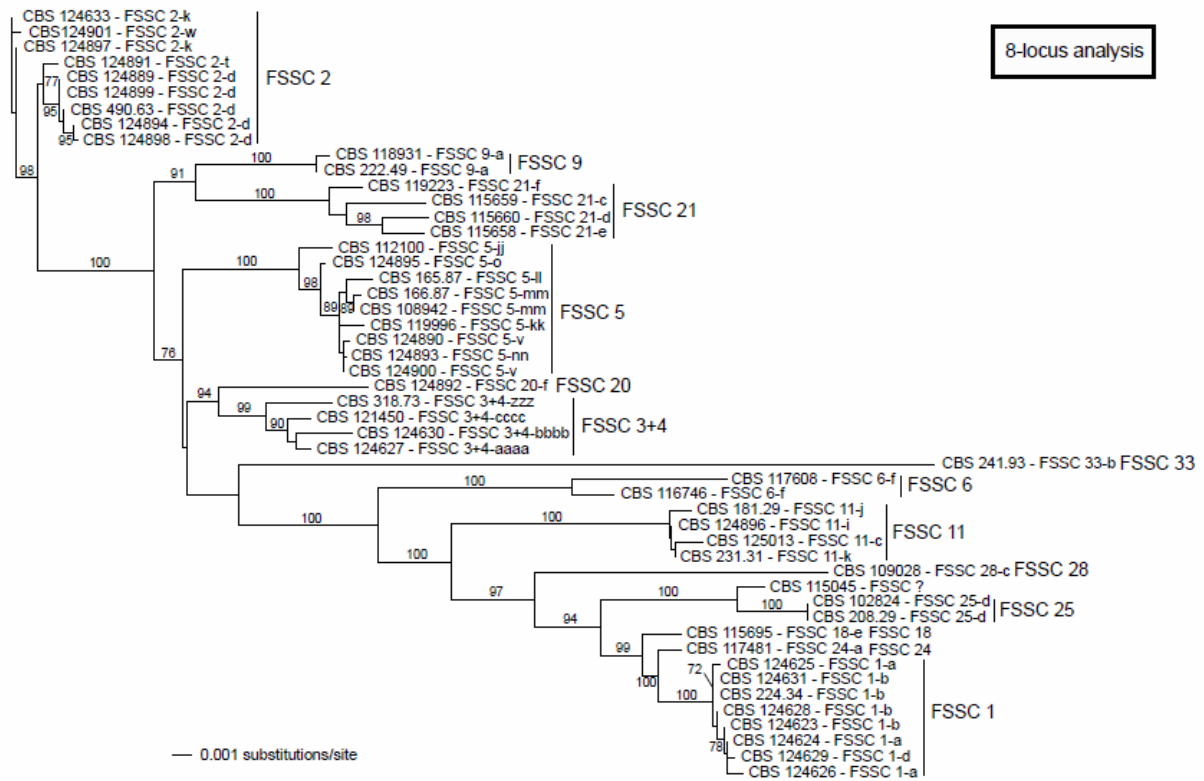 CBS 124633 - FSSC 2-k
CBS124901 - FSSC 2-w
CBS 124897 - FSSC 2-k
CBS 124891 - FSSC 2-t
77
CBS 124889 - FSSC 2-d
CBS 124899 - FSSC 2-d
CBS 490.63 - FSSC 2-d
95
CBS 124894 - FSSC 2-d
95
CBS 124898 - FSSC 2-d
FSSC 2
8-locus analysis
98
91
100
CBS 118931 - FSSC 9-a
CBS 222.49 - FSSC 9-a
FSSC 9
100
CBS 119223 - FSSC 21-f
CBS 115659 - FSSC 21-c
98
CBS 115660 - FSSC 21-d
CBS 115658 - FSSC 21-e
FSSC 21
100
100
CBS 112100 - FSSC 5-jj
CBS 124895 - FSSC 5-o
98
CBS 165.87 - FSSC 5-ll
CBS 166.87 - FSSC 5-mm
89
89
CBS 108942 - FSSC 5-mm
CBS 119996 - FSSC 5-kk
CBS 124890 - FSSC 5-v
CBS 124893 - FSSC 5-nn
CBS 124900 - FSSC 5-v
FSSC 5
76
94
CBS 124892 - FSSC 20-f FSSC 20
99
CBS 318.73 - FSSC 3+4-zzz
CBS 121450 - FSSC 3+4-cccc
90
CBS 124630 - FSSC 3+4-bbbb
CBS 124627 - FSSC 3+4-aaaa
FSSC 3+4
CBS 241.93 - FSSC 33-b FSSC 33
100
100
CBS 117608 - FSSC 6-f
CBS 116746 - FSSC 6-f
FSSC 6
100
100
CBS 181.29 - FSSC 11-j
CBS 124896 - FSSC 11-i
CBS 125013 - FSSC 11-c
CBS 231.31 - FSSC 11-k
FSSC 11
97
CBS 109028 - FSSC 28-c FSSC 28
94
100
CBS 115045 - FSSC ?
100
CBS 102824 - FSSC 25-d
CBS 208.29 - FSSC 25-d
FSSC 25
99
CBS 115695 - FSSC 18-e FSSC 18
CBS 117481 - FSSC 24-a FSSC 24
100
72
100
CBS 124625 - FSSC 1-a
CBS 124631 - FSSC 1-b
CBS 224.34 - FSSC 1-b
CBS 124628 - FSSC 1-b
CBS 124623 - FSSC 1-b
78
CBS 124624 - FSSC 1-a
CBS 124629 - FSSC 1-d
CBS 124626 - FSSC 1-a
FSSC 1
0.001 substitutions/site